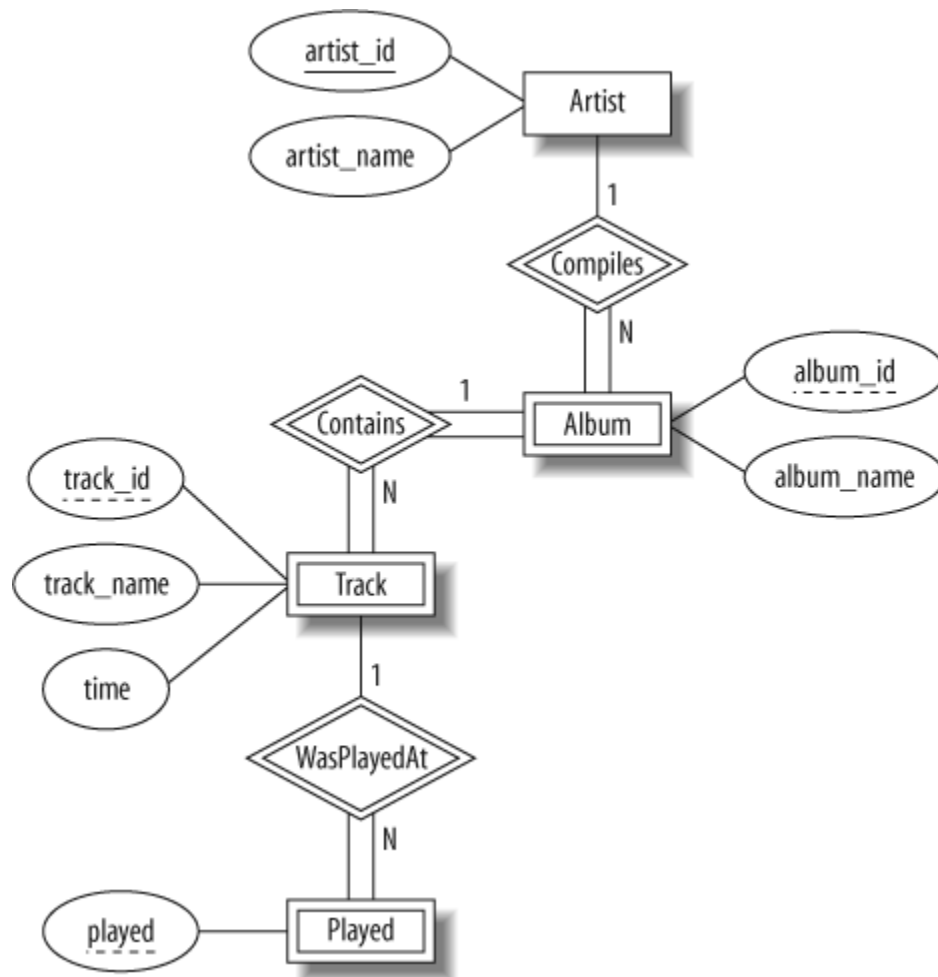 artist_id
Artist
artist_name
1
Compiles
N
album_id
1
Contains
Album
album_name
track_id
N
track_name
Track
time
1
WasPlayedAt
N
played
Played